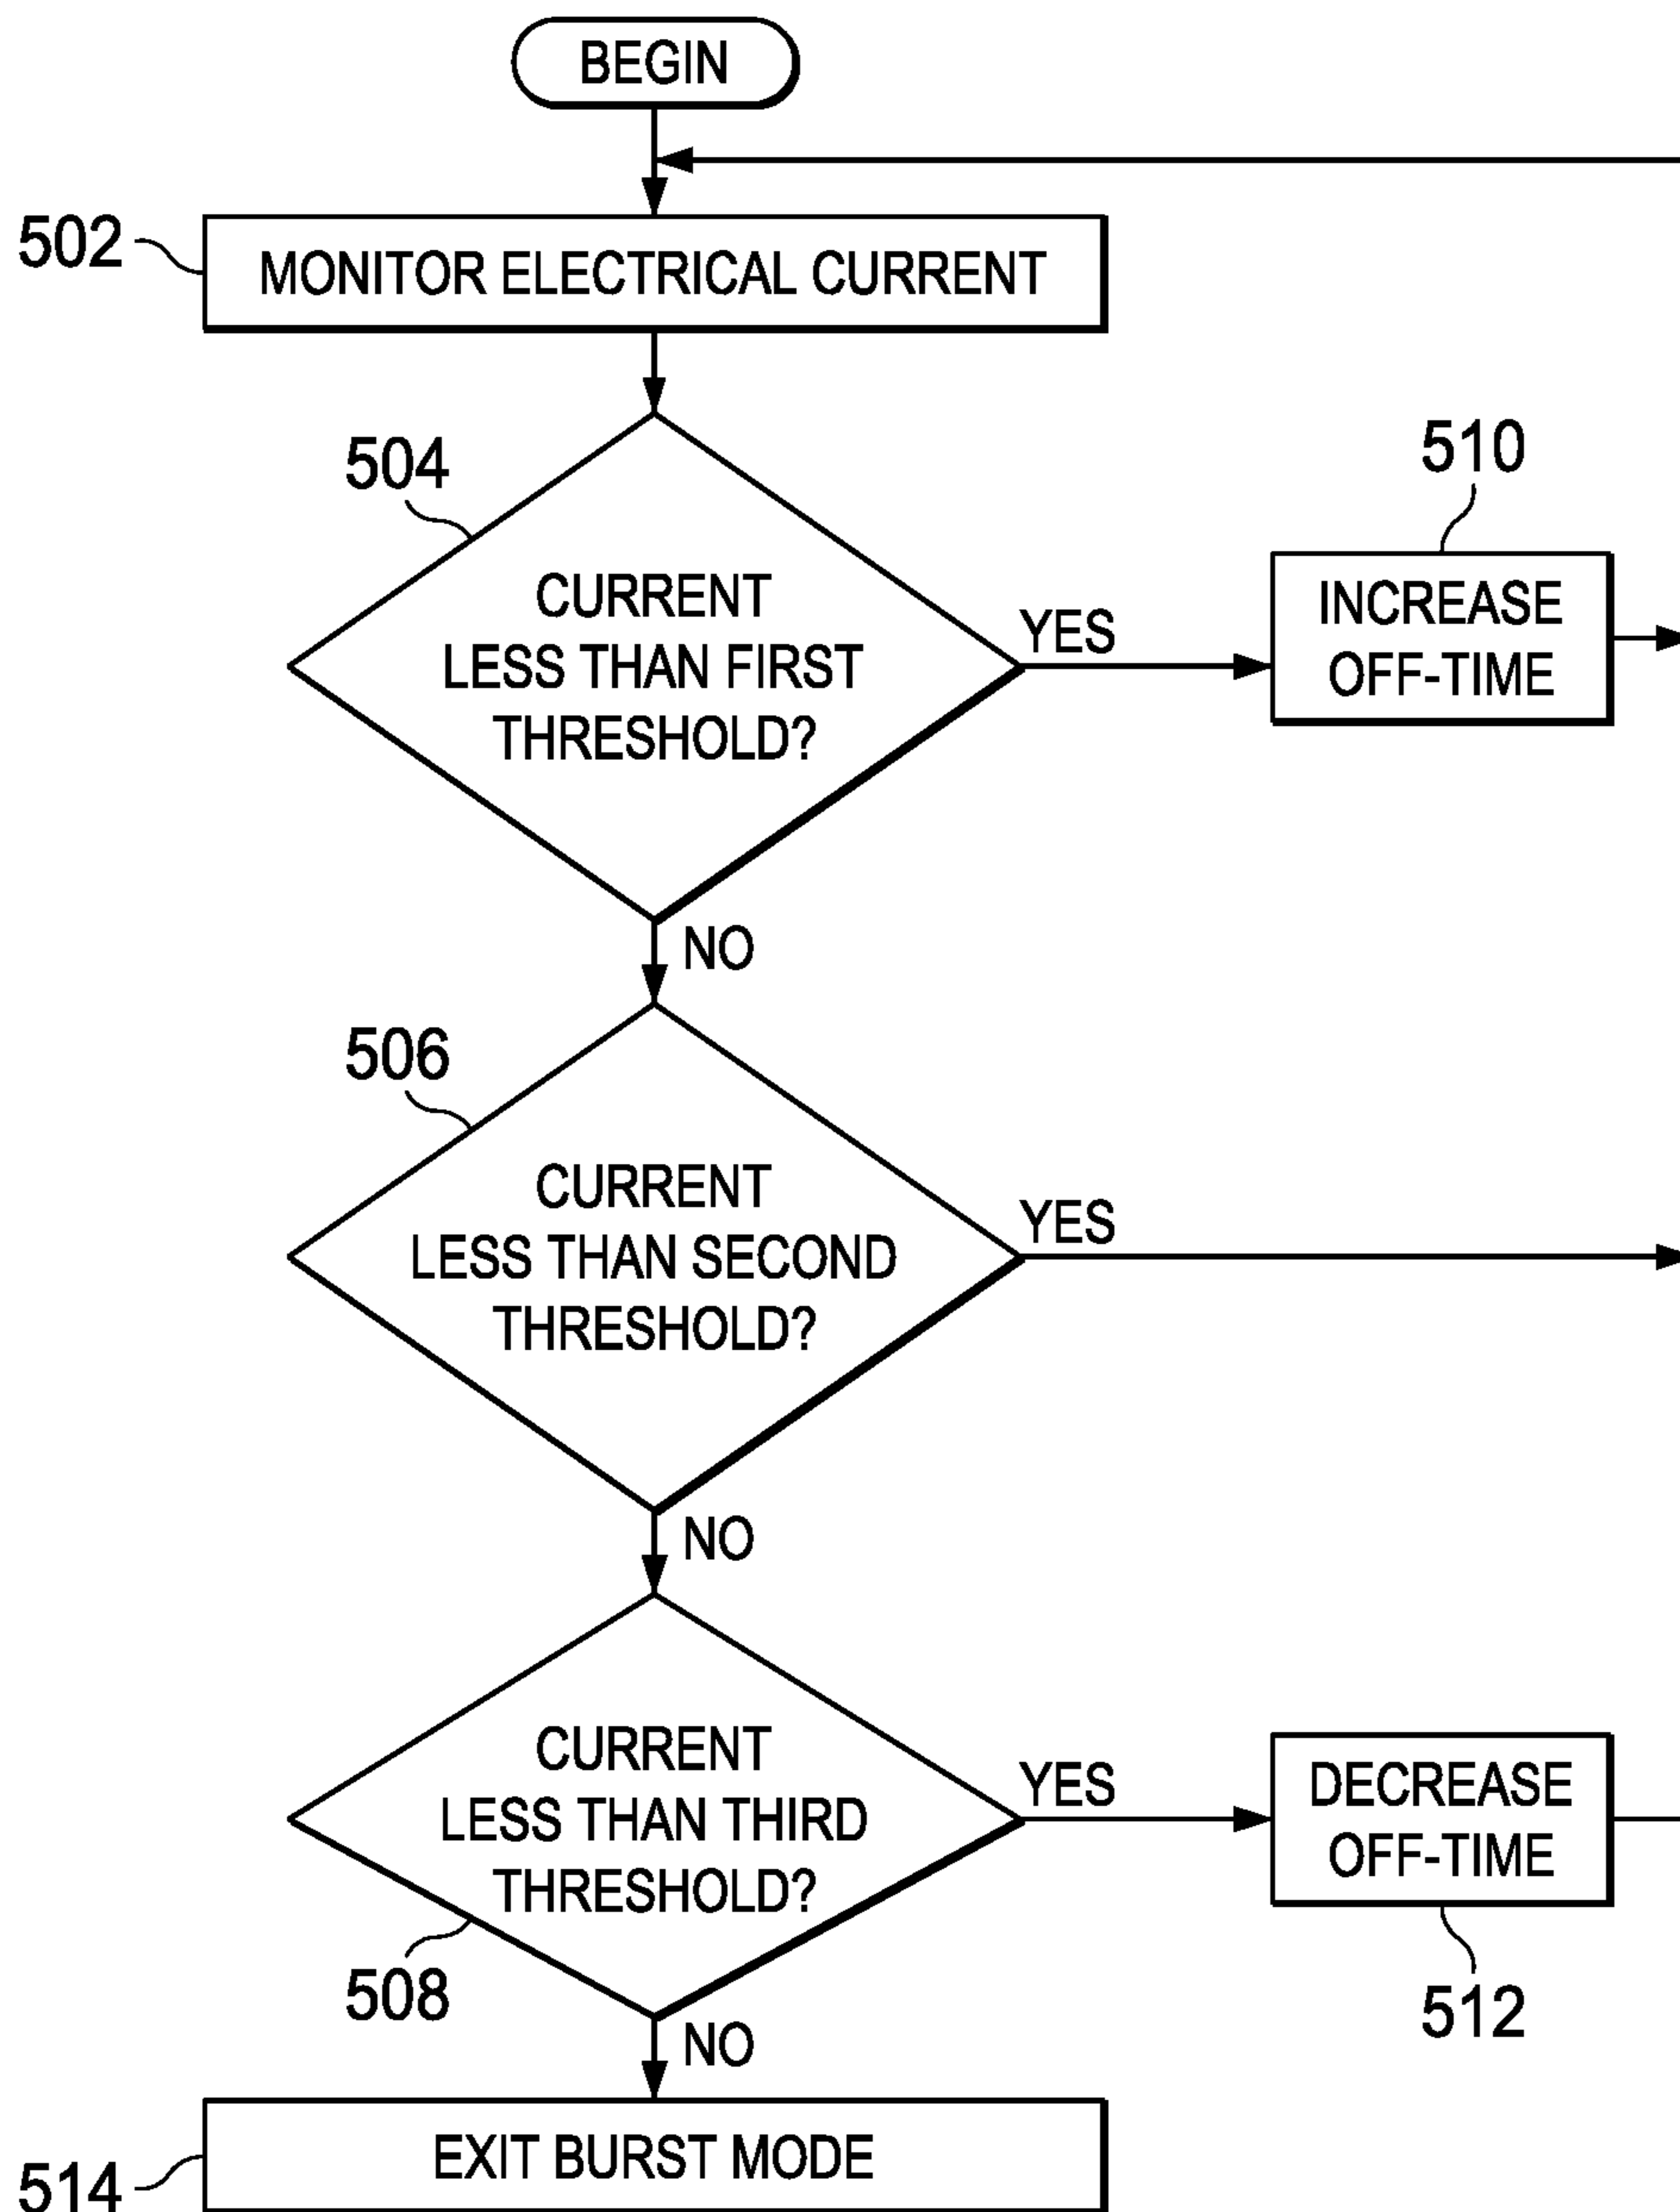 BEGIN
502
MONITOR ELECTRICAL CURRENT
504
CURRENT
LESS THAN FIRST
THRESHOLD?
YES
510
INCREASE
OFF-TIME
NO
506
CURRENT
LESS THAN SECOND
THRESHOLD?
YES
NO
CURRENT
LESS THAN THIRD
THRESHOLD?
508
YES
DECREASE
OFF-TIME
512
NO
EXIT BURST MODE
514